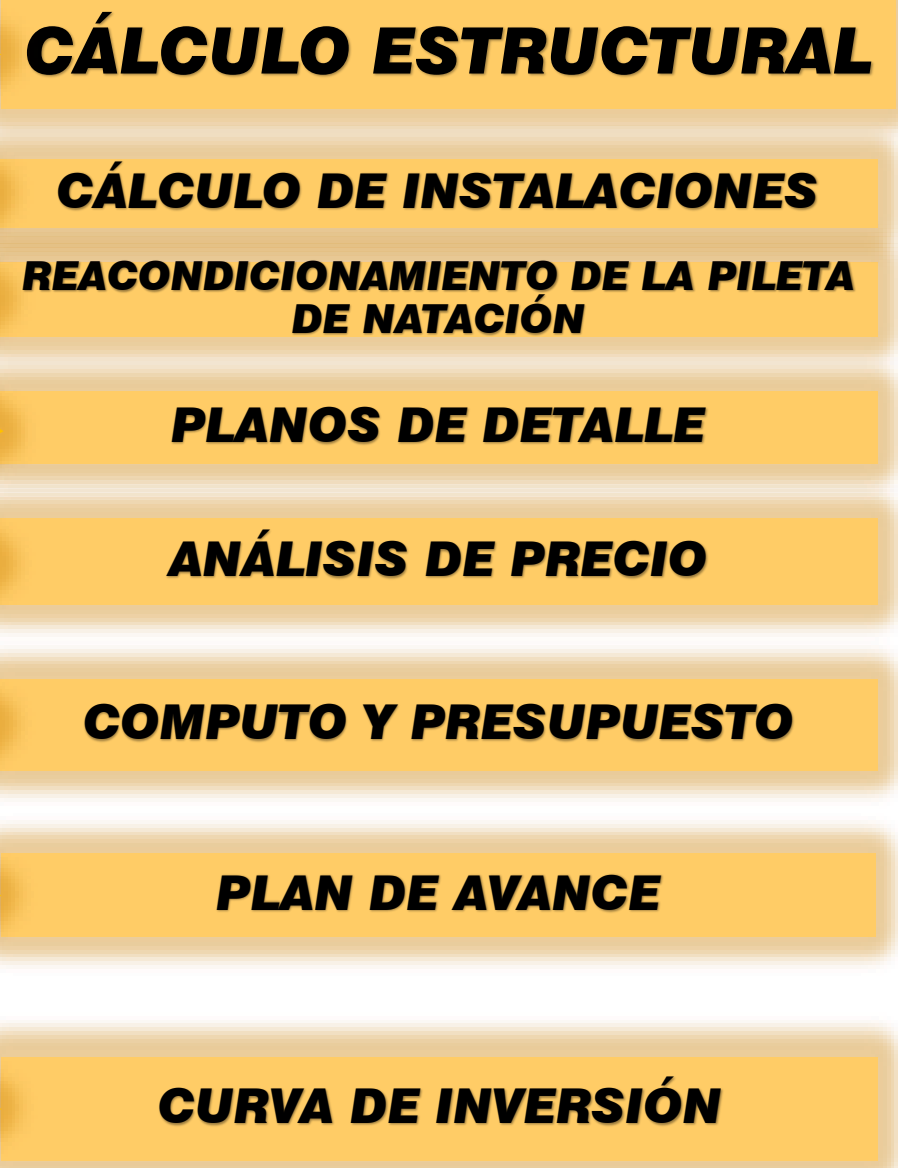 CÁLCULO ESTRUCTURAL
CÁLCULO DE INSTALACIONES
REACONDICIONAMIENTO DE LA PILETA
DE NATACIÓN
PLANOS DE DETALLE
ANÁLISIS DE PRECIO
COMPUTO Y PRESUPUESTO
PLAN DE AVANCE
CURVA DE INVERSIÓN